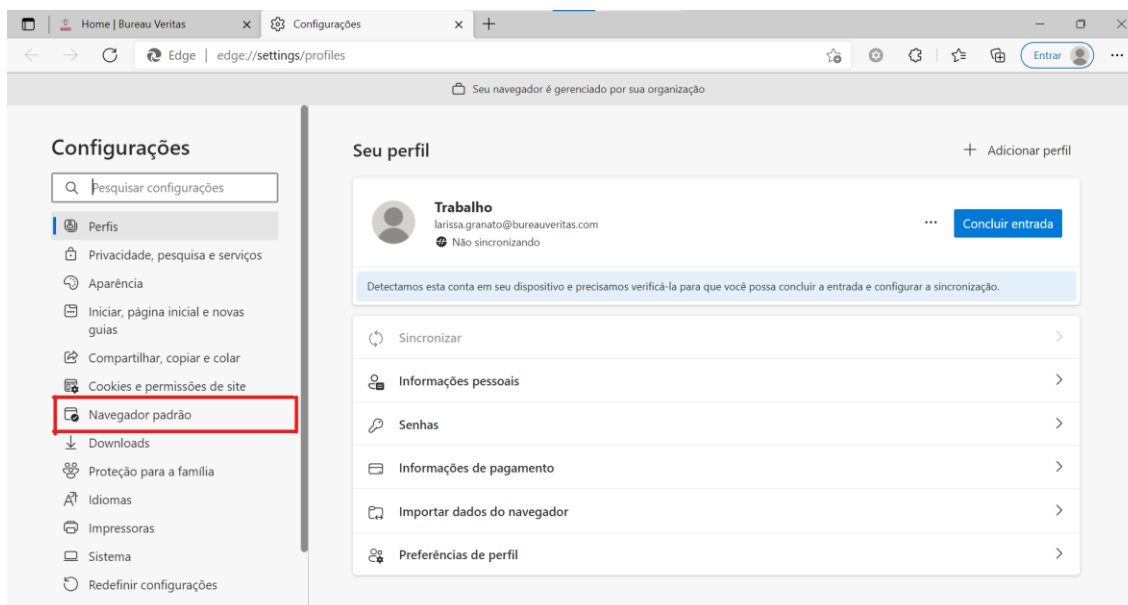 Home | Bureau Veritas
Configurações
Edge | edge://settings/profiles
Entrar
Seu navegador é gerenciado por sua organização
Configurações
Pesquisar configurações
Perfis
Privacidade, pesquisa e serviços
Aparência
Iniciar, página inicial e novas
guias
Compartilhar, copiar e colar
Cookies e permissões de site
Navegador padrão
Downloads
Proteção para a família
Idiomas
Impressoras
Sistema
Redefinir configurações
Seu perfil
Adicionar perfil
Trabalho
larissa.granato@bureauveritas.com
Não sincronizando
Concluir entrada
Detectamos esta conta em seu dispositivo e precisamos verificá-la para que você possa concluir a entrada e configurar a sincronização.
Sincronizar
Informações pessoais
Senhas
Informações de pagamento
Importar dados do navegador
Preferências de perfil